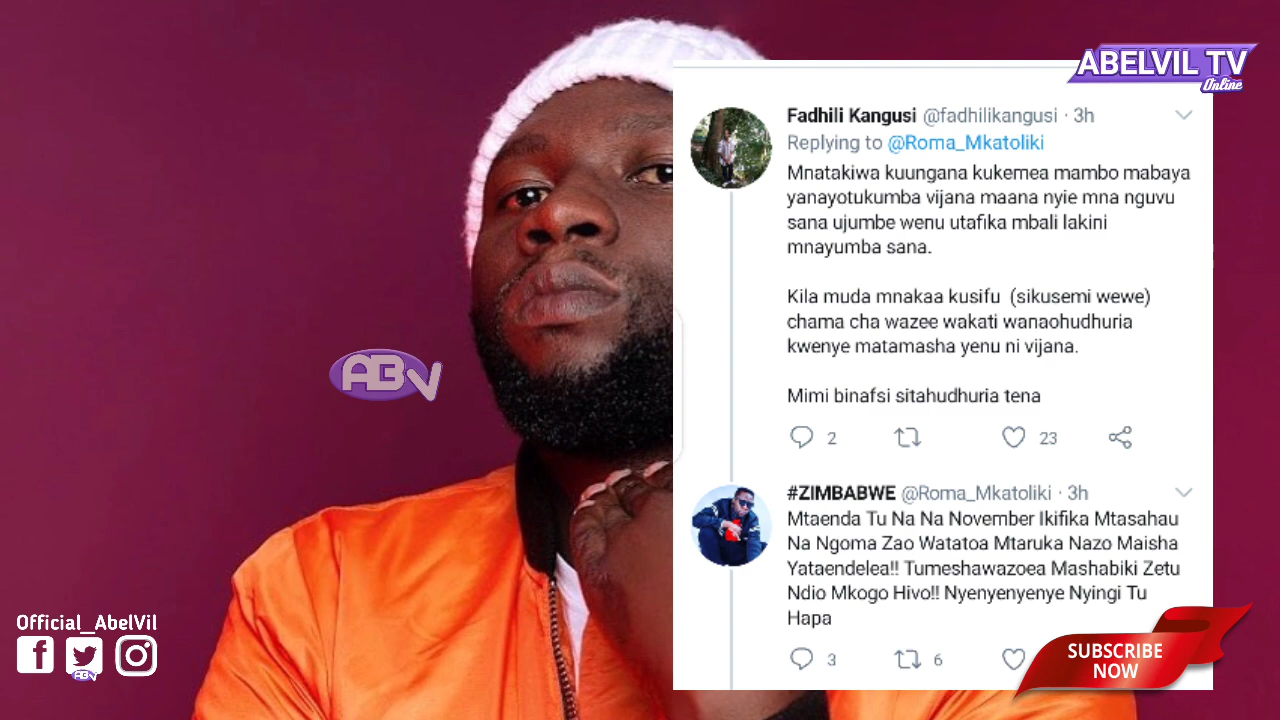 ABELVIL TV
Online
Fadhili Kangusi @fadhilikangusi · 3h
Replying to @Roma_Mkatoliki
Mnatakiwa kuungana kukemea mambo mabaya
yanayotukumba vijana maana nyie mna nguvu
sana ujumbe wenu utafika mbali lakini
mnayumba sana.
Kila muda mnakaa kusifu (sikusemi wewe)
chama cha wazee wakati wanaohudhuria
kwenye matamasha yenu ni vijana.
Mimi binafsi sitahudhuria tena
2 23
#ZIMBABWE @Roma_Mkatoliki · 3h
Mtaenda Tu Na Na November Ikifika Mtasahau
Na Ngoma Zao Watatoa Mtaruka Nazo Maisha
Yataendelea!! Tumeshawazoea Mashabiki Zetu
Ndio Mkogo Hivo!! Nyenyenyenye Nyingi Tu
Hapa
3 6
ABV
Official_AbelVil
ABV
SUBSCRIBE
NOW